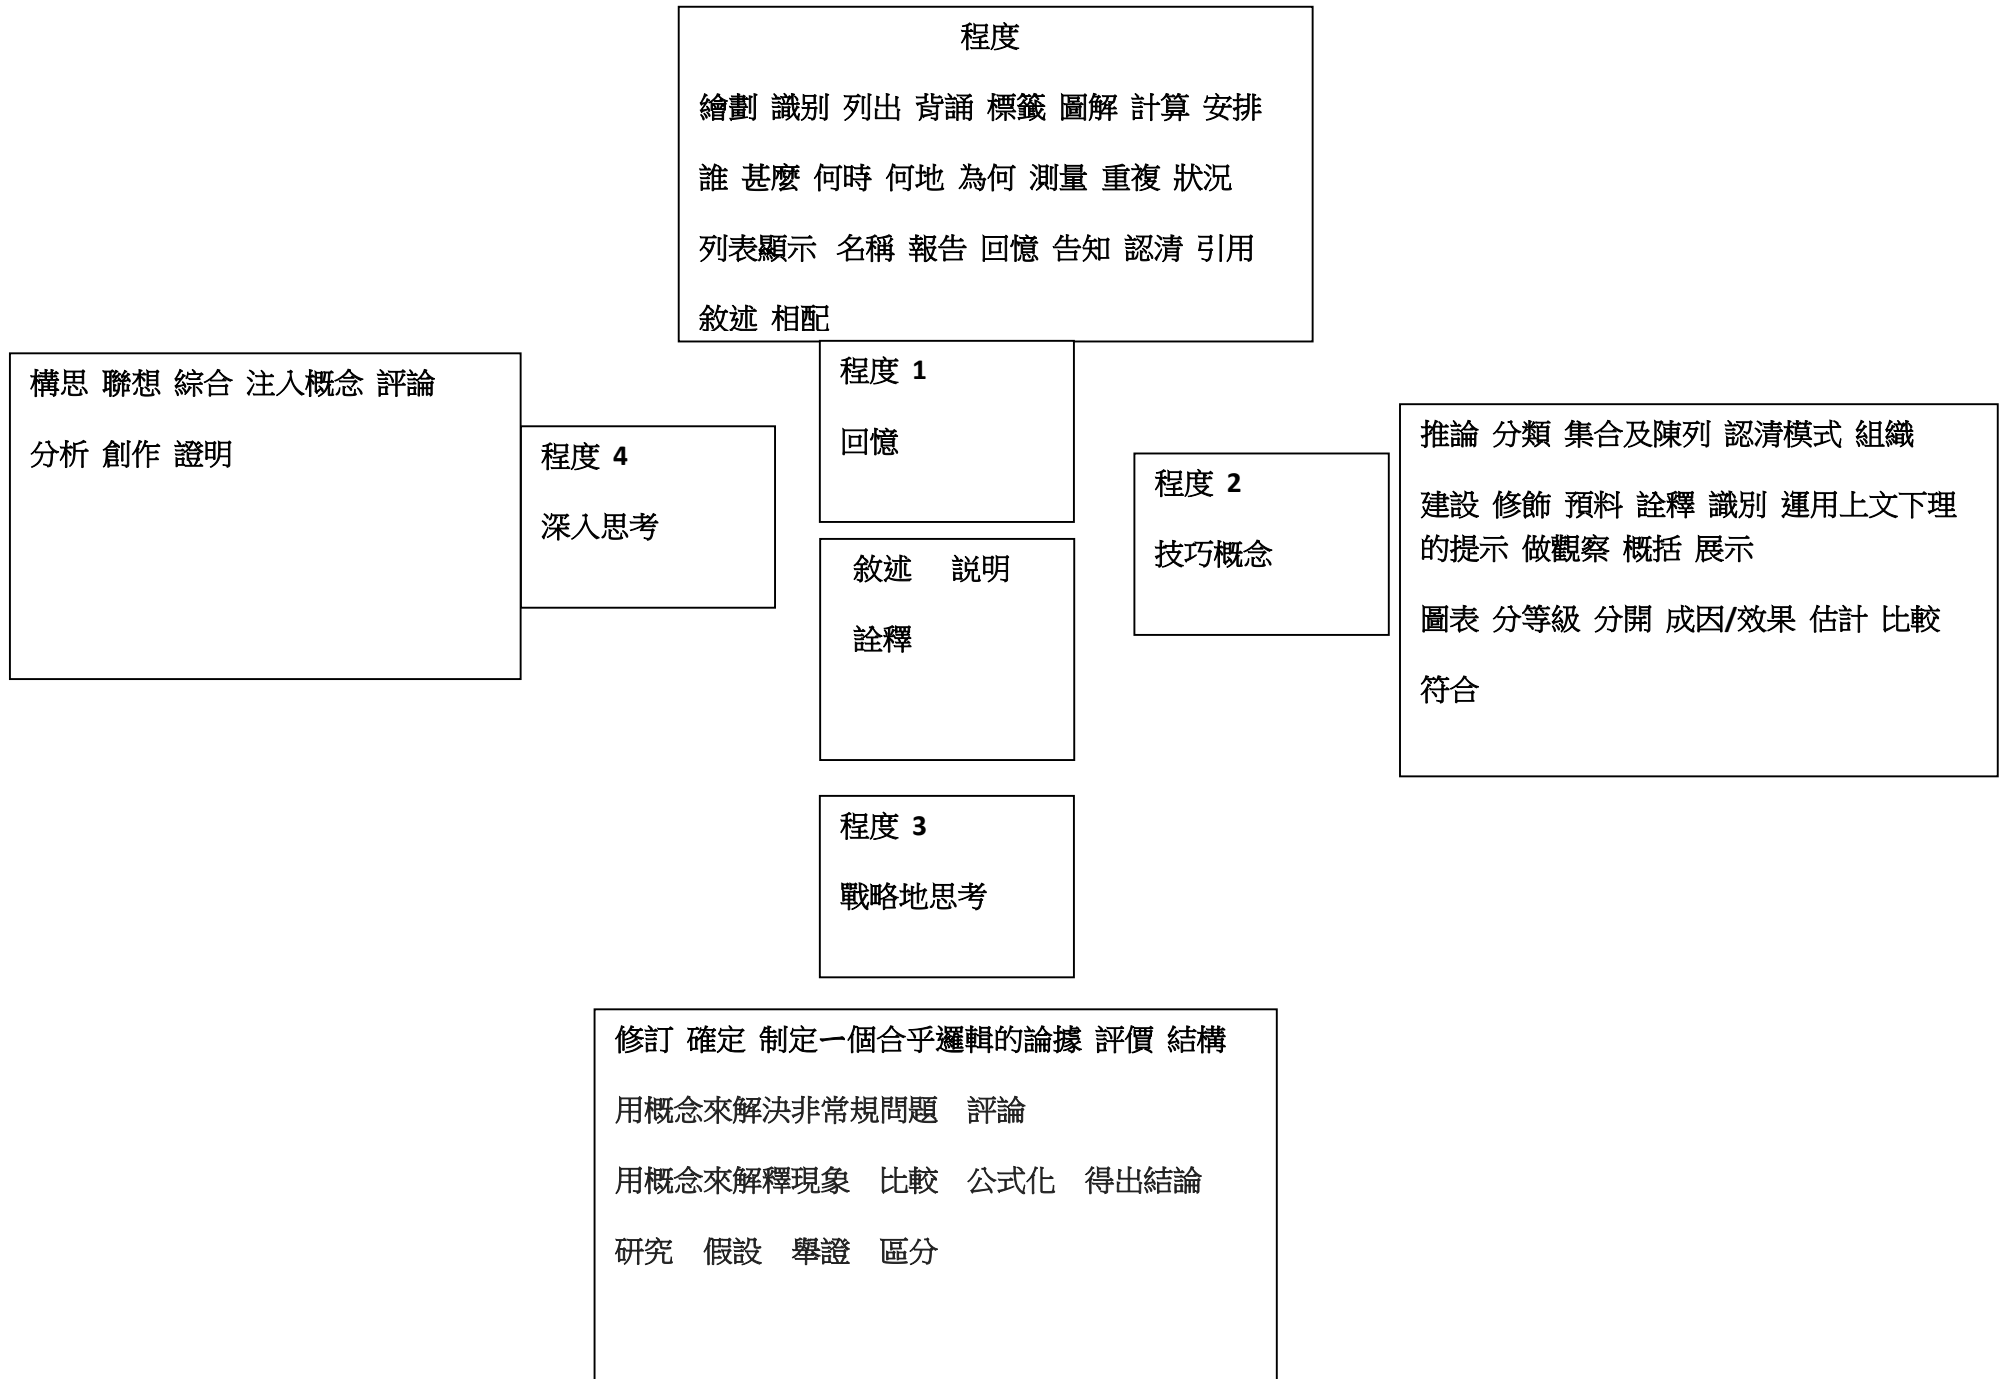 程度
繪劃 識別 列出 背誦 標籤 圖解 計算 安排
誰 甚麼 何時 何地 為何 測量 重複 狀況
列表顯示 名稱 報告 回憶 告知 認清 引用
敘述 相配
程度 1
回憶
構思 聯想 綜合 注入概念 評論
分析 創作 證明
程度 4
深入思考
程度 2
技巧概念
推論 分類 集合及陳列 認清模式 組織
建設 修飾 預料 詮釋 識別 運用上文下理
的提示 做觀察 概括 展示
圖表 分等級 分開 成因/效果 估計 比較
符合
敘述 説明
詮釋
程度 3
戰略地思考
修訂 確定 制定一個合乎邏輯的論據 評價 結構
用概念來解決非常規問題 評論
用概念來解釋現象 比較 公式化 得出結論
研究 假設 舉證 區分